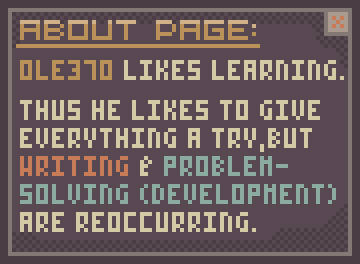 ABOUT PAGE:
OLE370 LIKES LEARNING.
THUS HE LIKES TO GIVE
EVERYTHING A TRY,BUT
WRITING & PROBLEM-
SOLVING (DEVELOPMENT)
ARE REOCCURRING.